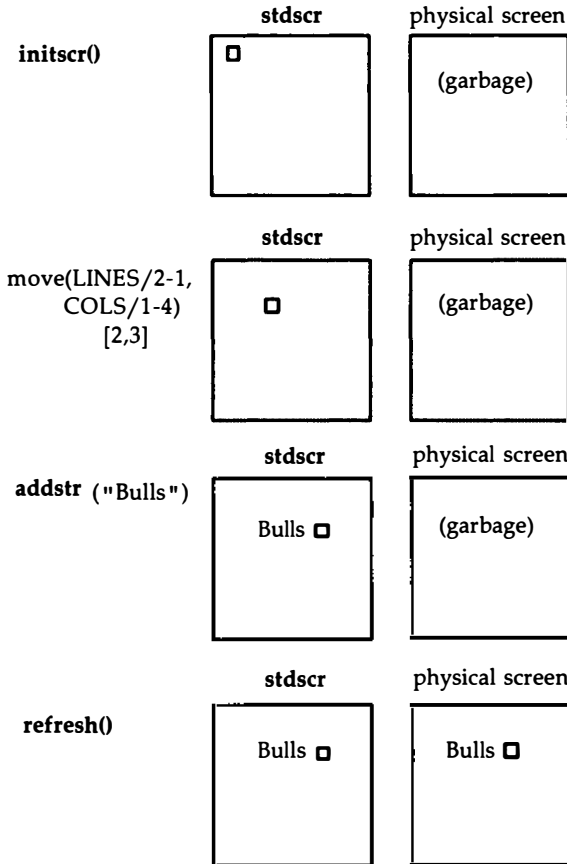 stdscr physical screen
initscr()
(garbage)
stdscr physical screen
move(LINES/2-1,
COLS/1-4)
[2,3]
(garbage)
stdscr physical screen
addstr ("Bulls")
Bulls
(garbage)
stdscr physical screen
refresh()
Bulls
Bulls